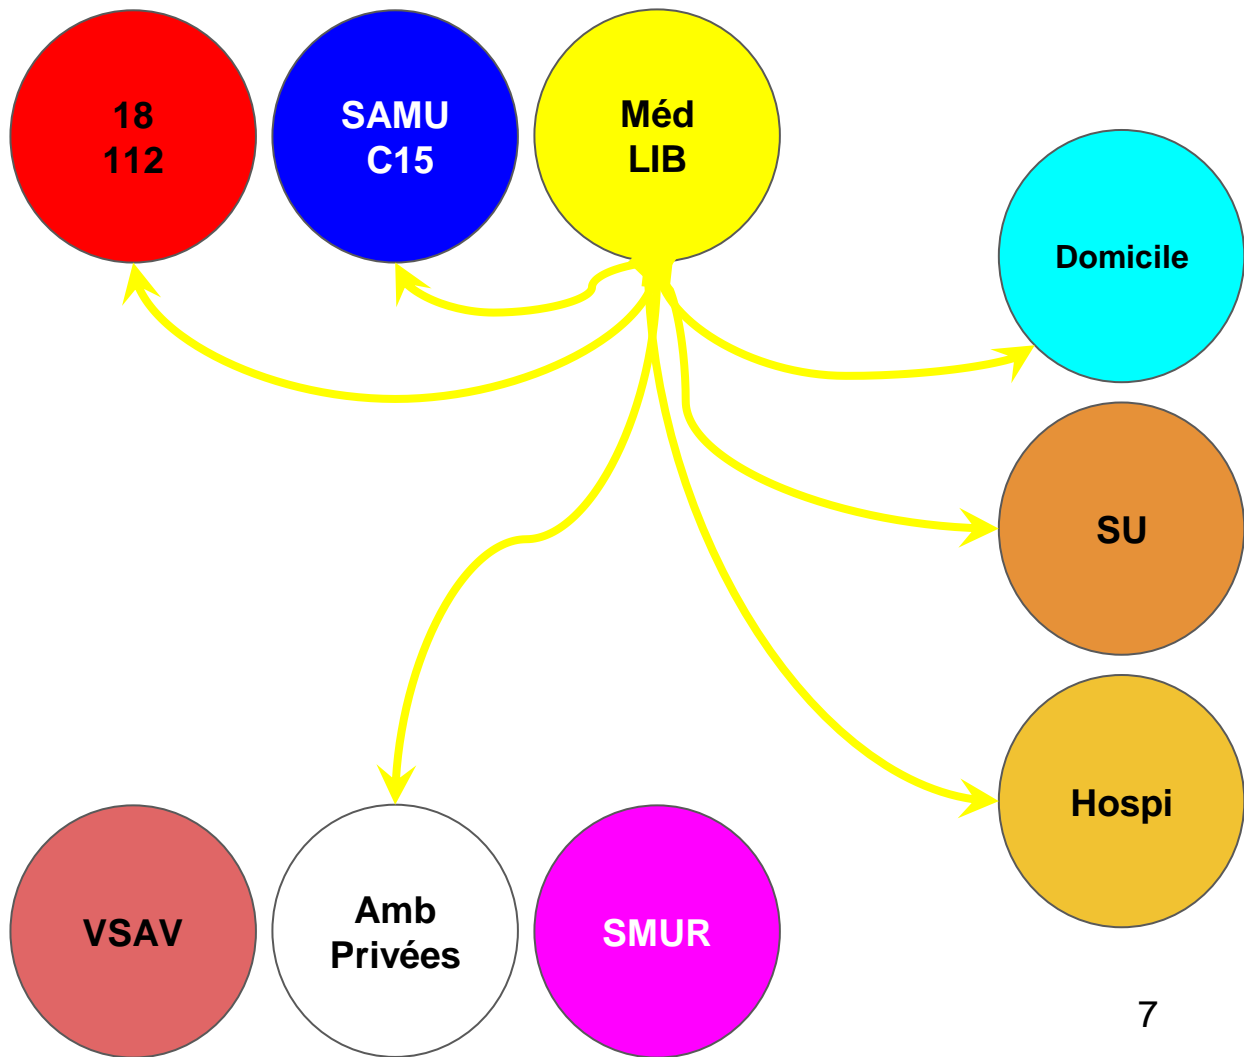 18
112
SAMU
C15
Méd
LIB
Domicile
SU
Hospi
VSAV
Amb
Privées
SMUR
7